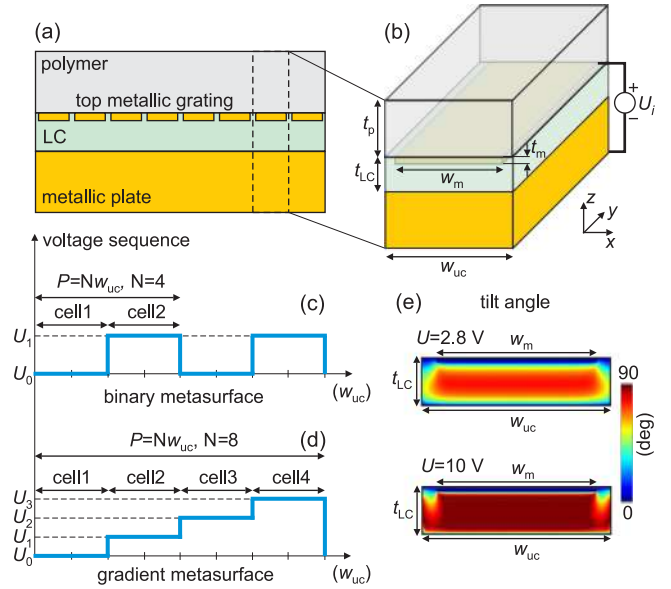 (a)
polymer
top metallic grating
LC
metallic plate
(b)
t_p
t_LC
t_m
w_m
w_uc
U_i
+
−
z
y
x
voltage sequence
P=Nw_uc, N=4
(c)
cell1 cell2
U_1
U_0
(w_uc)
binary metasurface
P=Nw_uc, N=8
(d)
cell1 cell2 cell3 cell4
U_3
U_2
U_1
U_0
(w_uc)
gradient metasurface
(e)
tilt angle
U=2.8 V
w_m
t_LC
w_uc
90
(deg)
0
U=10 V
w_m
t_LC
w_uc